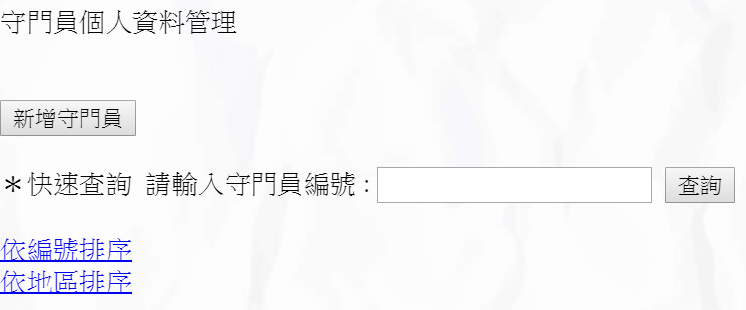 守門員個人資料管理
新增守門員
＊快速查詢 請輸入守門員編號 : 查詢
依編號排序
依地區排序